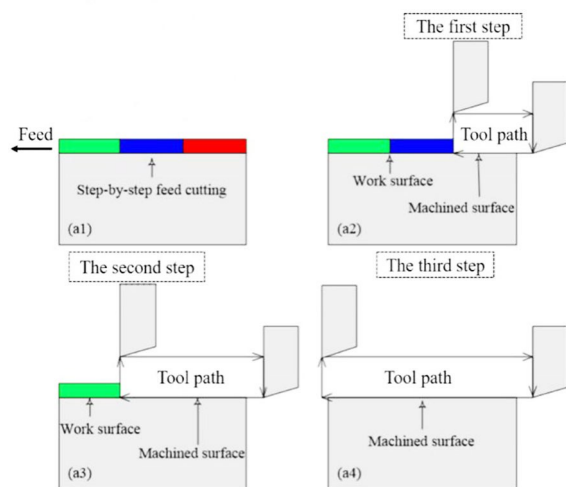 The first step
Feed
Tool path
Step-by-step feed cutting
Work surface
Machined surface
(a1)
(a2)
The second step
The third step
Tool path
Tool path
Work surface
Machined surface
Machined surface
(a3)
(a4)